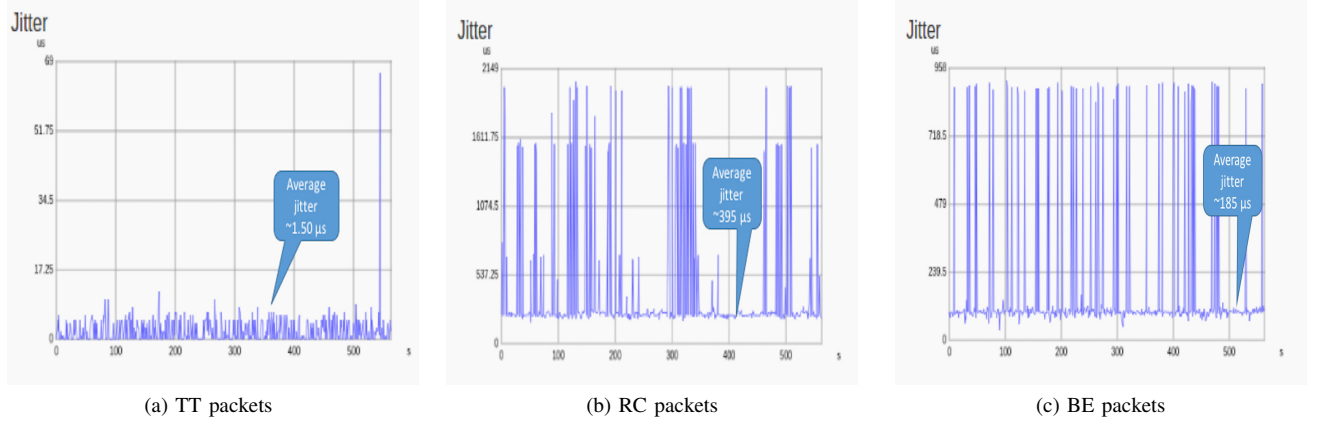 Jitter
us
69
51.75
34.5
17.25
0
0 100 200 300 400 500 s
Average
jitter
~1.50 µs
(a) TT packets
Jitter
us
2149
1611.75
1074.5
537.25
0
0 100 200 300 400 500 s
Average
jitter
~395 µs
(b) RC packets
Jitter
us
958
718.5
479
239.5
0
0 100 200 300 400 500 s
Average
jitter
~185 µs
(c) BE packets